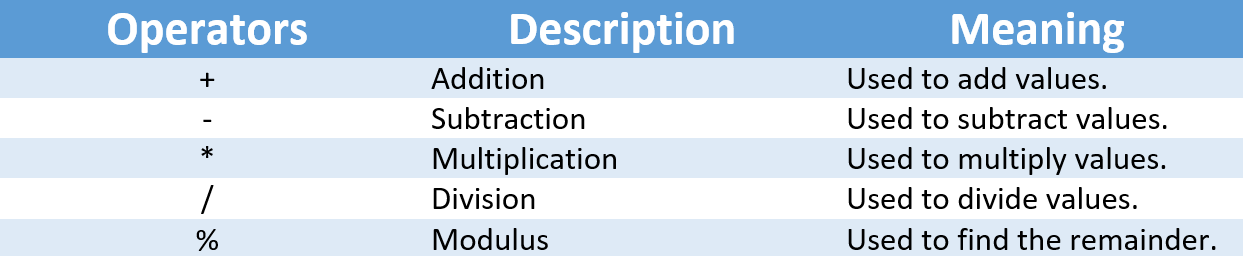 Operators Description Meaning
+ Addition Used to add values.
- Subtraction Used to subtract values.
* Multiplication Used to multiply values.
/ Division Used to divide values.
% Modulus Used to find the remainder.